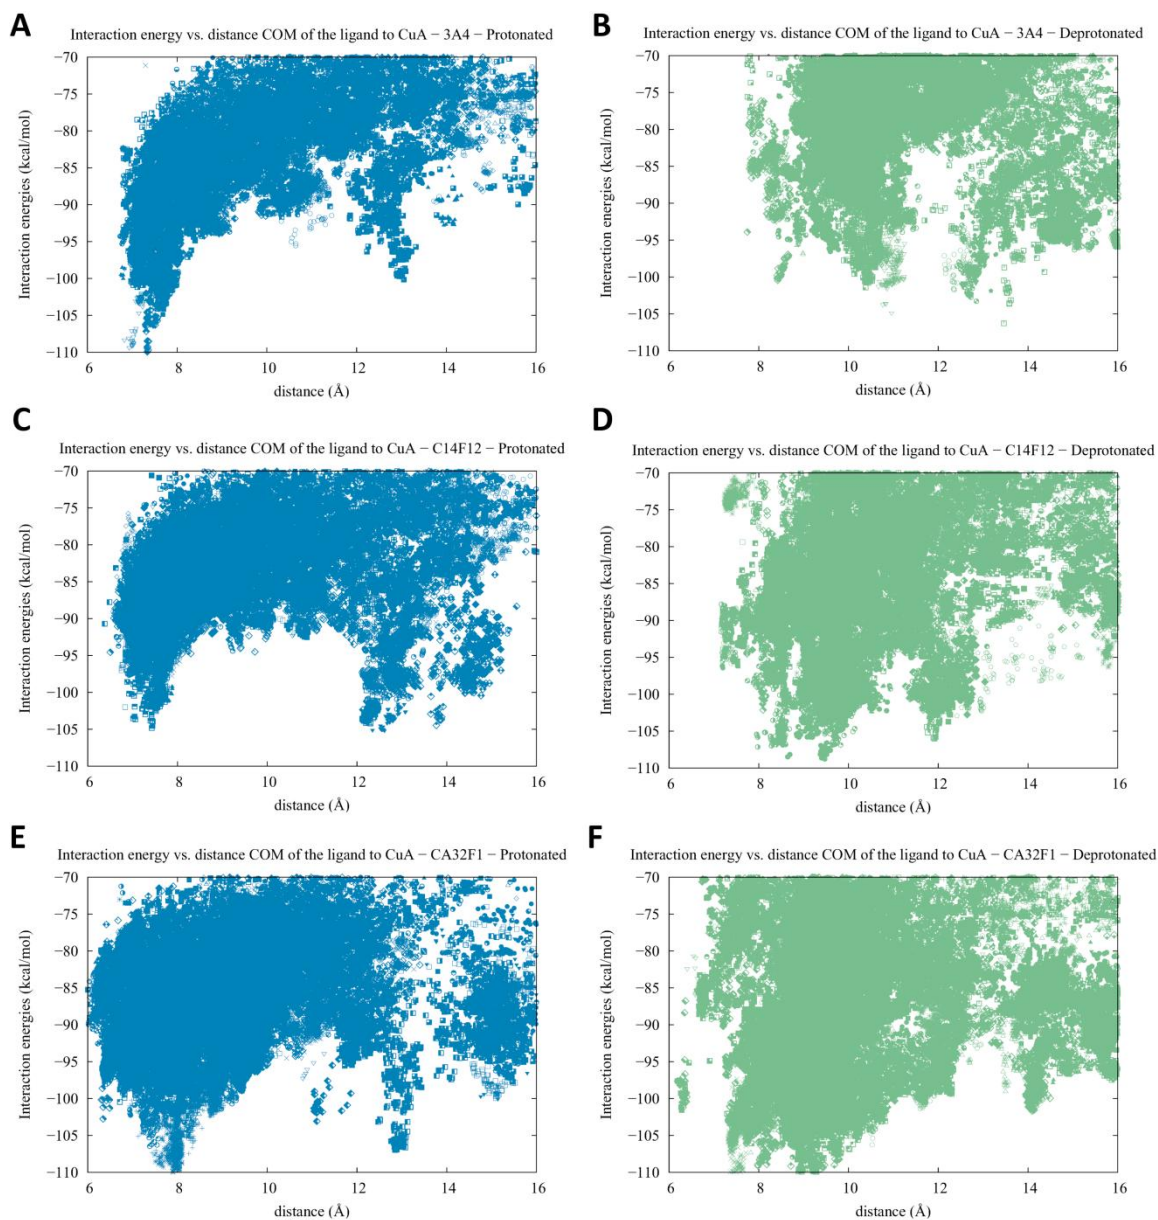 A
Interaction energy vs. distance COM of the ligand to CuA − 3A4 − Protonated
−70
−75
−80
−85
−90
−95
−100
−105
−110
Interaction energies (kcal/mol)
6 8 10 12 14 16
distance (Å)
B
Interaction energy vs. distance COM of the ligand to CuA − 3A4 − Deprotonated
−70
−75
−80
−85
−90
−95
−100
−105
−110
Interaction energies (kcal/mol)
6 8 10 12 14 16
distance (Å)
C
Interaction energy vs. distance COM of the ligand to CuA − C14F12 − Protonated
−70
−75
−80
−85
−90
−95
−100
−105
−110
Interaction energies (kcal/mol)
6 8 10 12 14 16
distance (Å)
D
Interaction energy vs. distance COM of the ligand to CuA − C14F12 − Deprotonated
−70
−75
−80
−85
−90
−95
−100
−105
−110
Interaction energies (kcal/mol)
6 8 10 12 14 16
distance (Å)
E
Interaction energy vs. distance COM of the ligand to CuA − CA32F1 − Protonated
−70
−75
−80
−85
−90
−95
−100
−105
−110
Interaction energies (kcal/mol)
6 8 10 12 14 16
distance (Å)
F
Interaction energy vs. distance COM of the ligand to CuA − CA32F1 − Deprotonated
−70
−75
−80
−85
−90
−95
−100
−105
−110
Interaction energies (kcal/mol)
6 8 10 12 14 16
distance (Å)